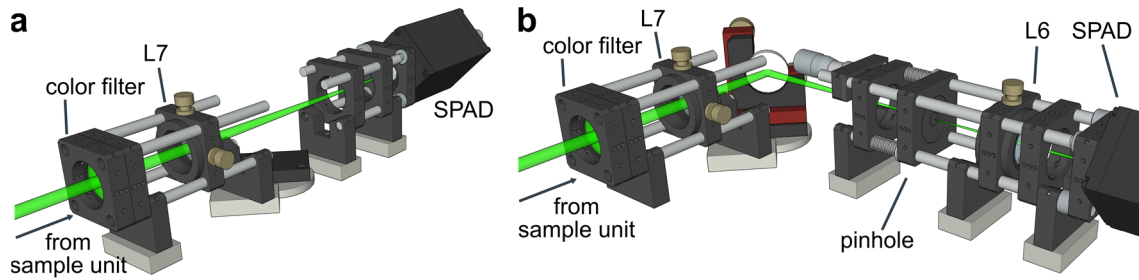 a
L7
color filter
SPAD
from
sample unit
b
L7
color filter
L6
SPAD
from
sample unit
pinhole